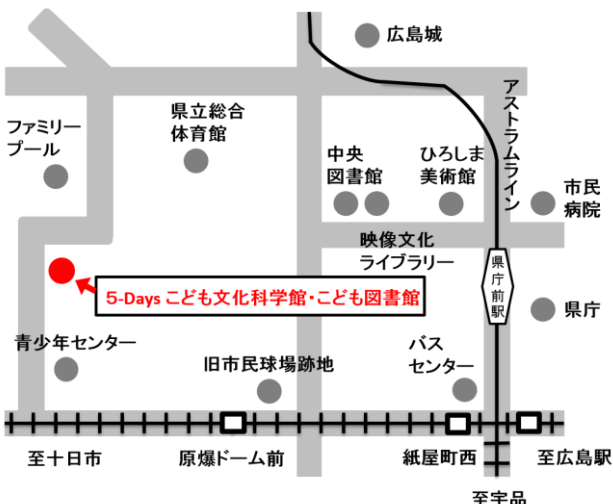 広島城
アストラムライン
県立総合
体育館
ファミリー
プール
中央
図書館
ひろしま
美術館
市民
病院
映像文化
ライブラリー
県庁前駅
5-Days こども文化科学館・こども図書館
県庁
青少年センター
旧市民球場跡地
バス
センター
至十日市
原爆ドーム前
紙屋町西
至広島駅
至宇品